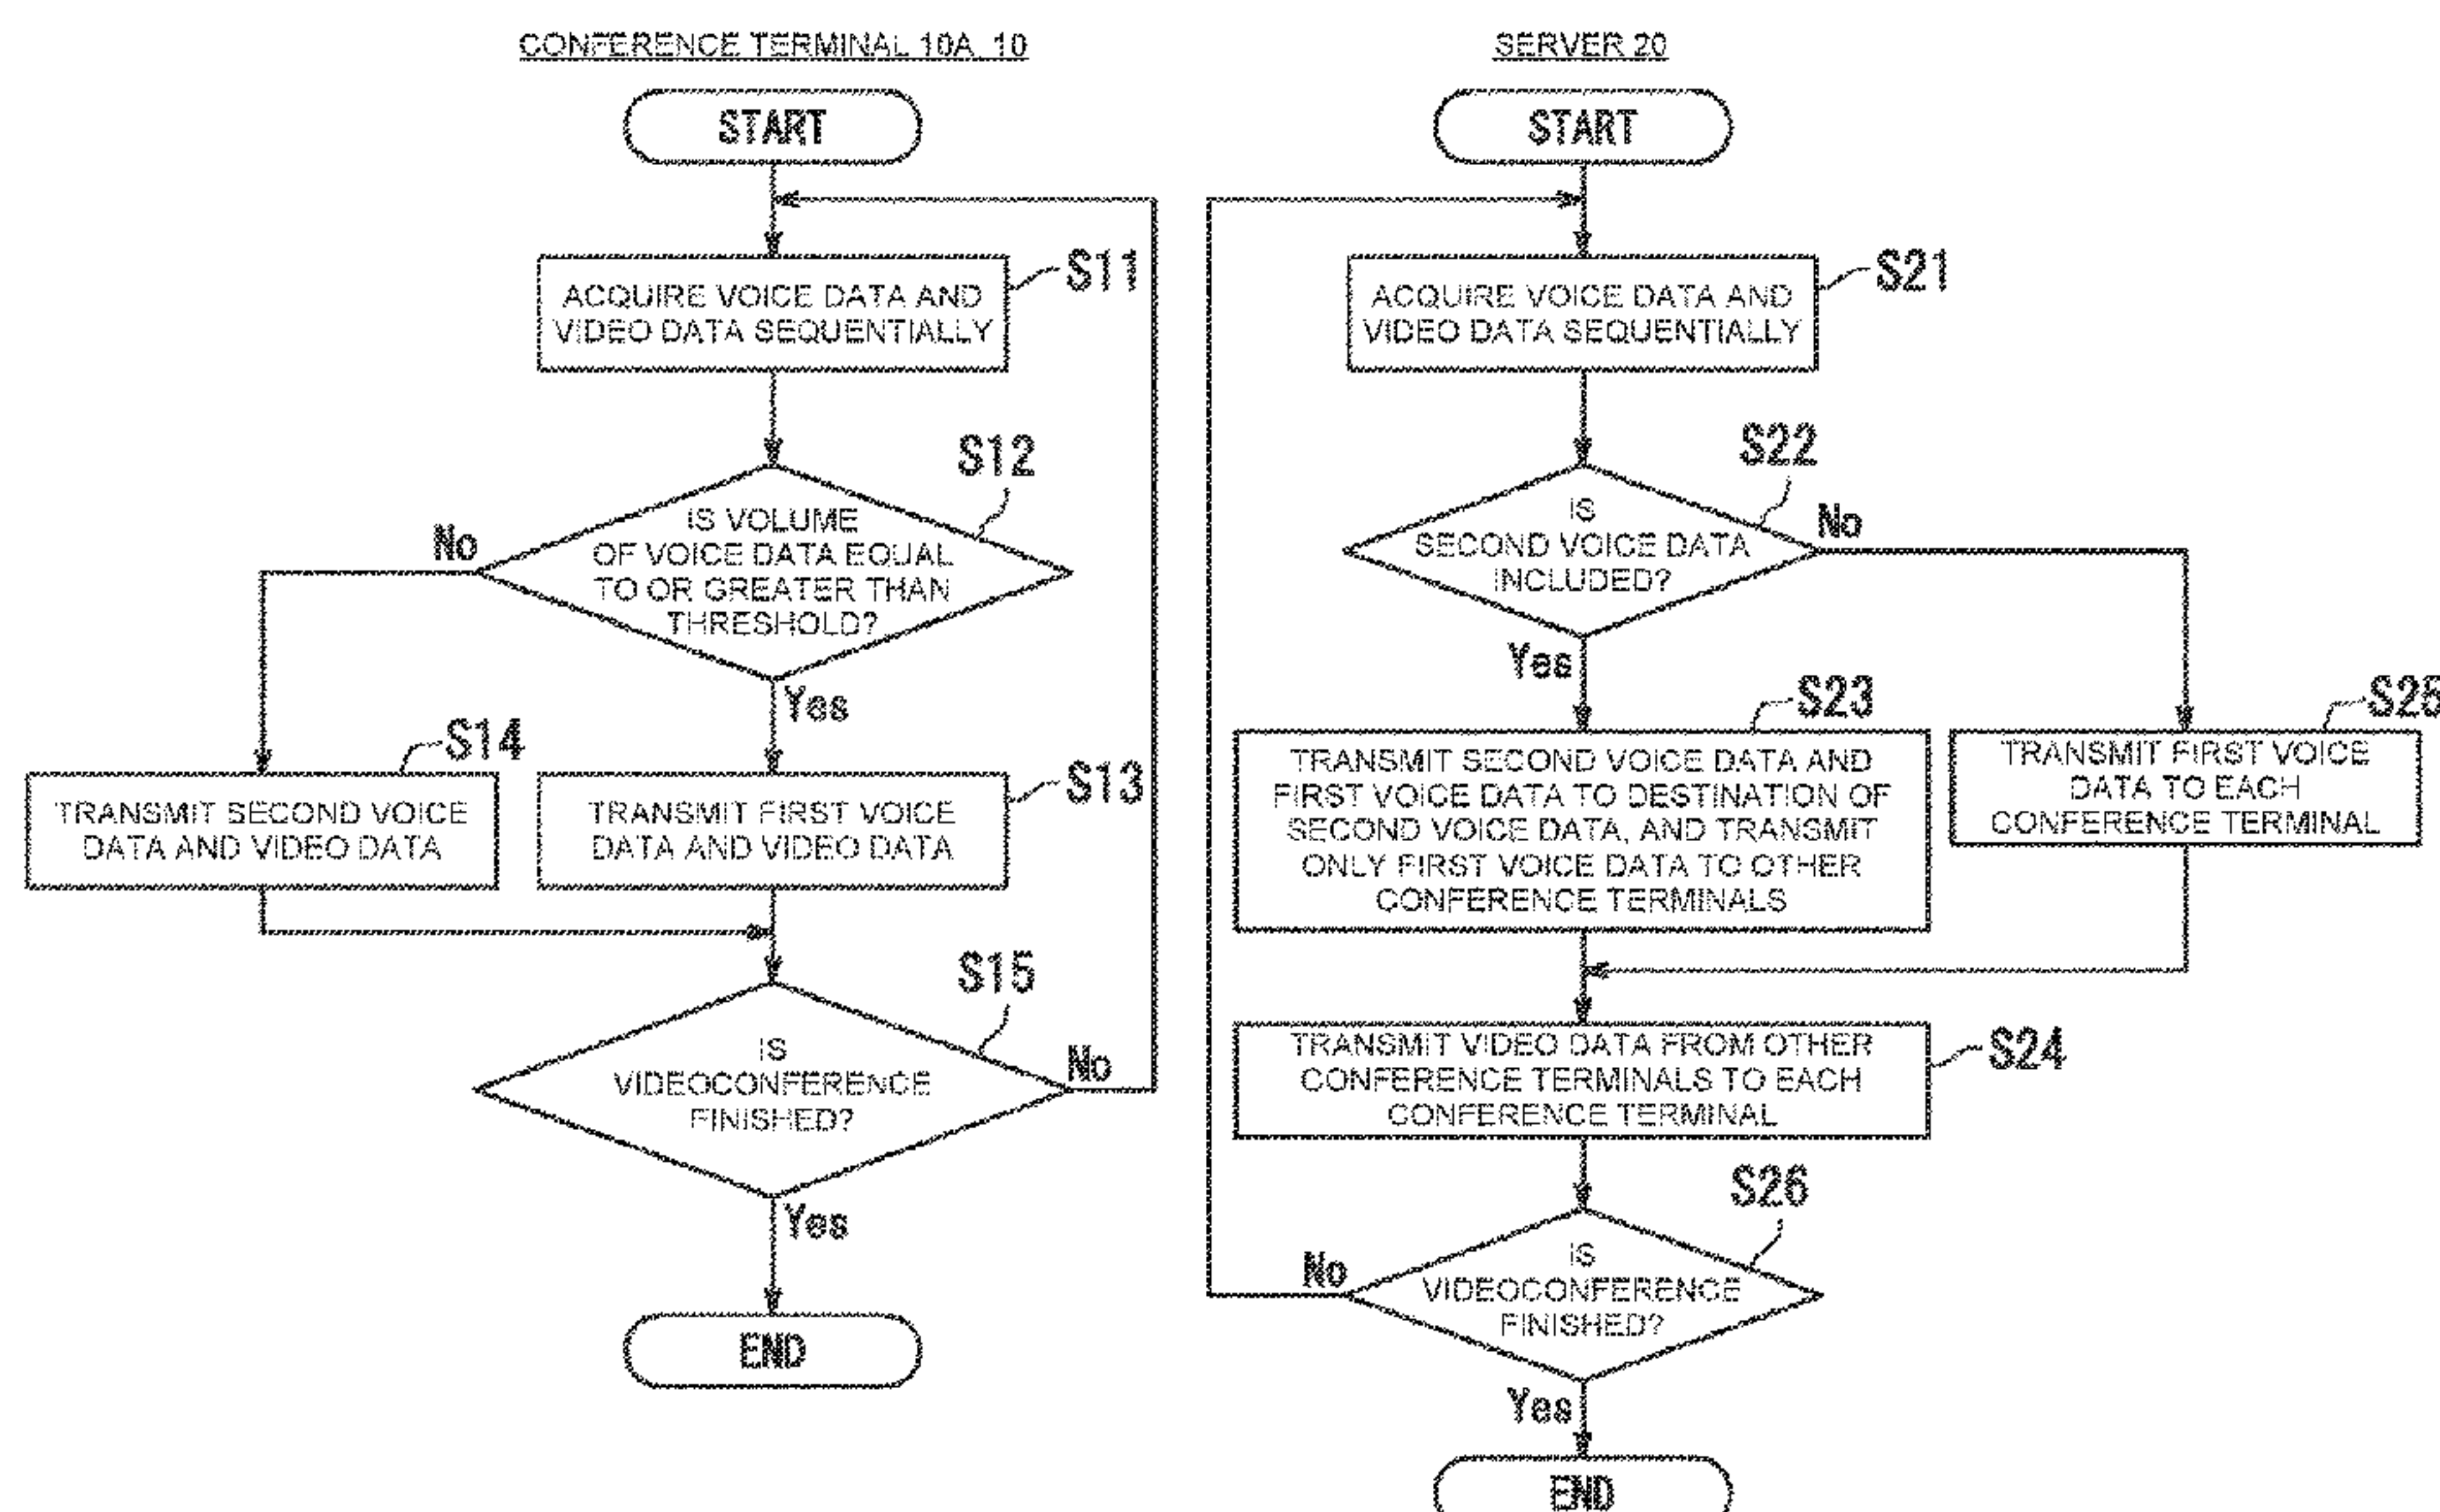 CONFERENCE TERMINAL 10A, 10
START
S11
ACQUIRE VOICE DATA AND
VIDEO DATA SEQUENTIALLY
S12
IS VOLUME
OF VOICE DATA EQUAL
TO OR GREATER THAN
THRESHOLD?
No
Yes
S14
TRANSMIT SECOND VOICE
DATA AND VIDEO DATA
S13
TRANSMIT FIRST VOICE
DATA AND VIDEO DATA
S15
IS
VIDEOCONFERENCE
FINISHED?
No
Yes
END
SERVER 20
START
S21
ACQUIRE VOICE DATA AND
VIDEO DATA SEQUENTIALLY
S22
IS
SECOND VOICE DATA
INCLUDED?
No
Yes
S23
TRANSMIT SECOND VOICE DATA AND
FIRST VOICE DATA TO DESTINATION OF
SECOND VOICE DATA, AND TRANSMIT
ONLY FIRST VOICE DATA TO OTHER
CONFERENCE TERMINALS
S25
TRANSMIT FIRST VOICE
DATA TO EACH
CONFERENCE TERMINAL
S24
TRANSMIT VIDEO DATA FROM OTHER
CONFERENCE TERMINALS TO EACH
CONFERENCE TERMINAL
S26
IS
VIDEOCONFERENCE
FINISHED?
No
Yes
END